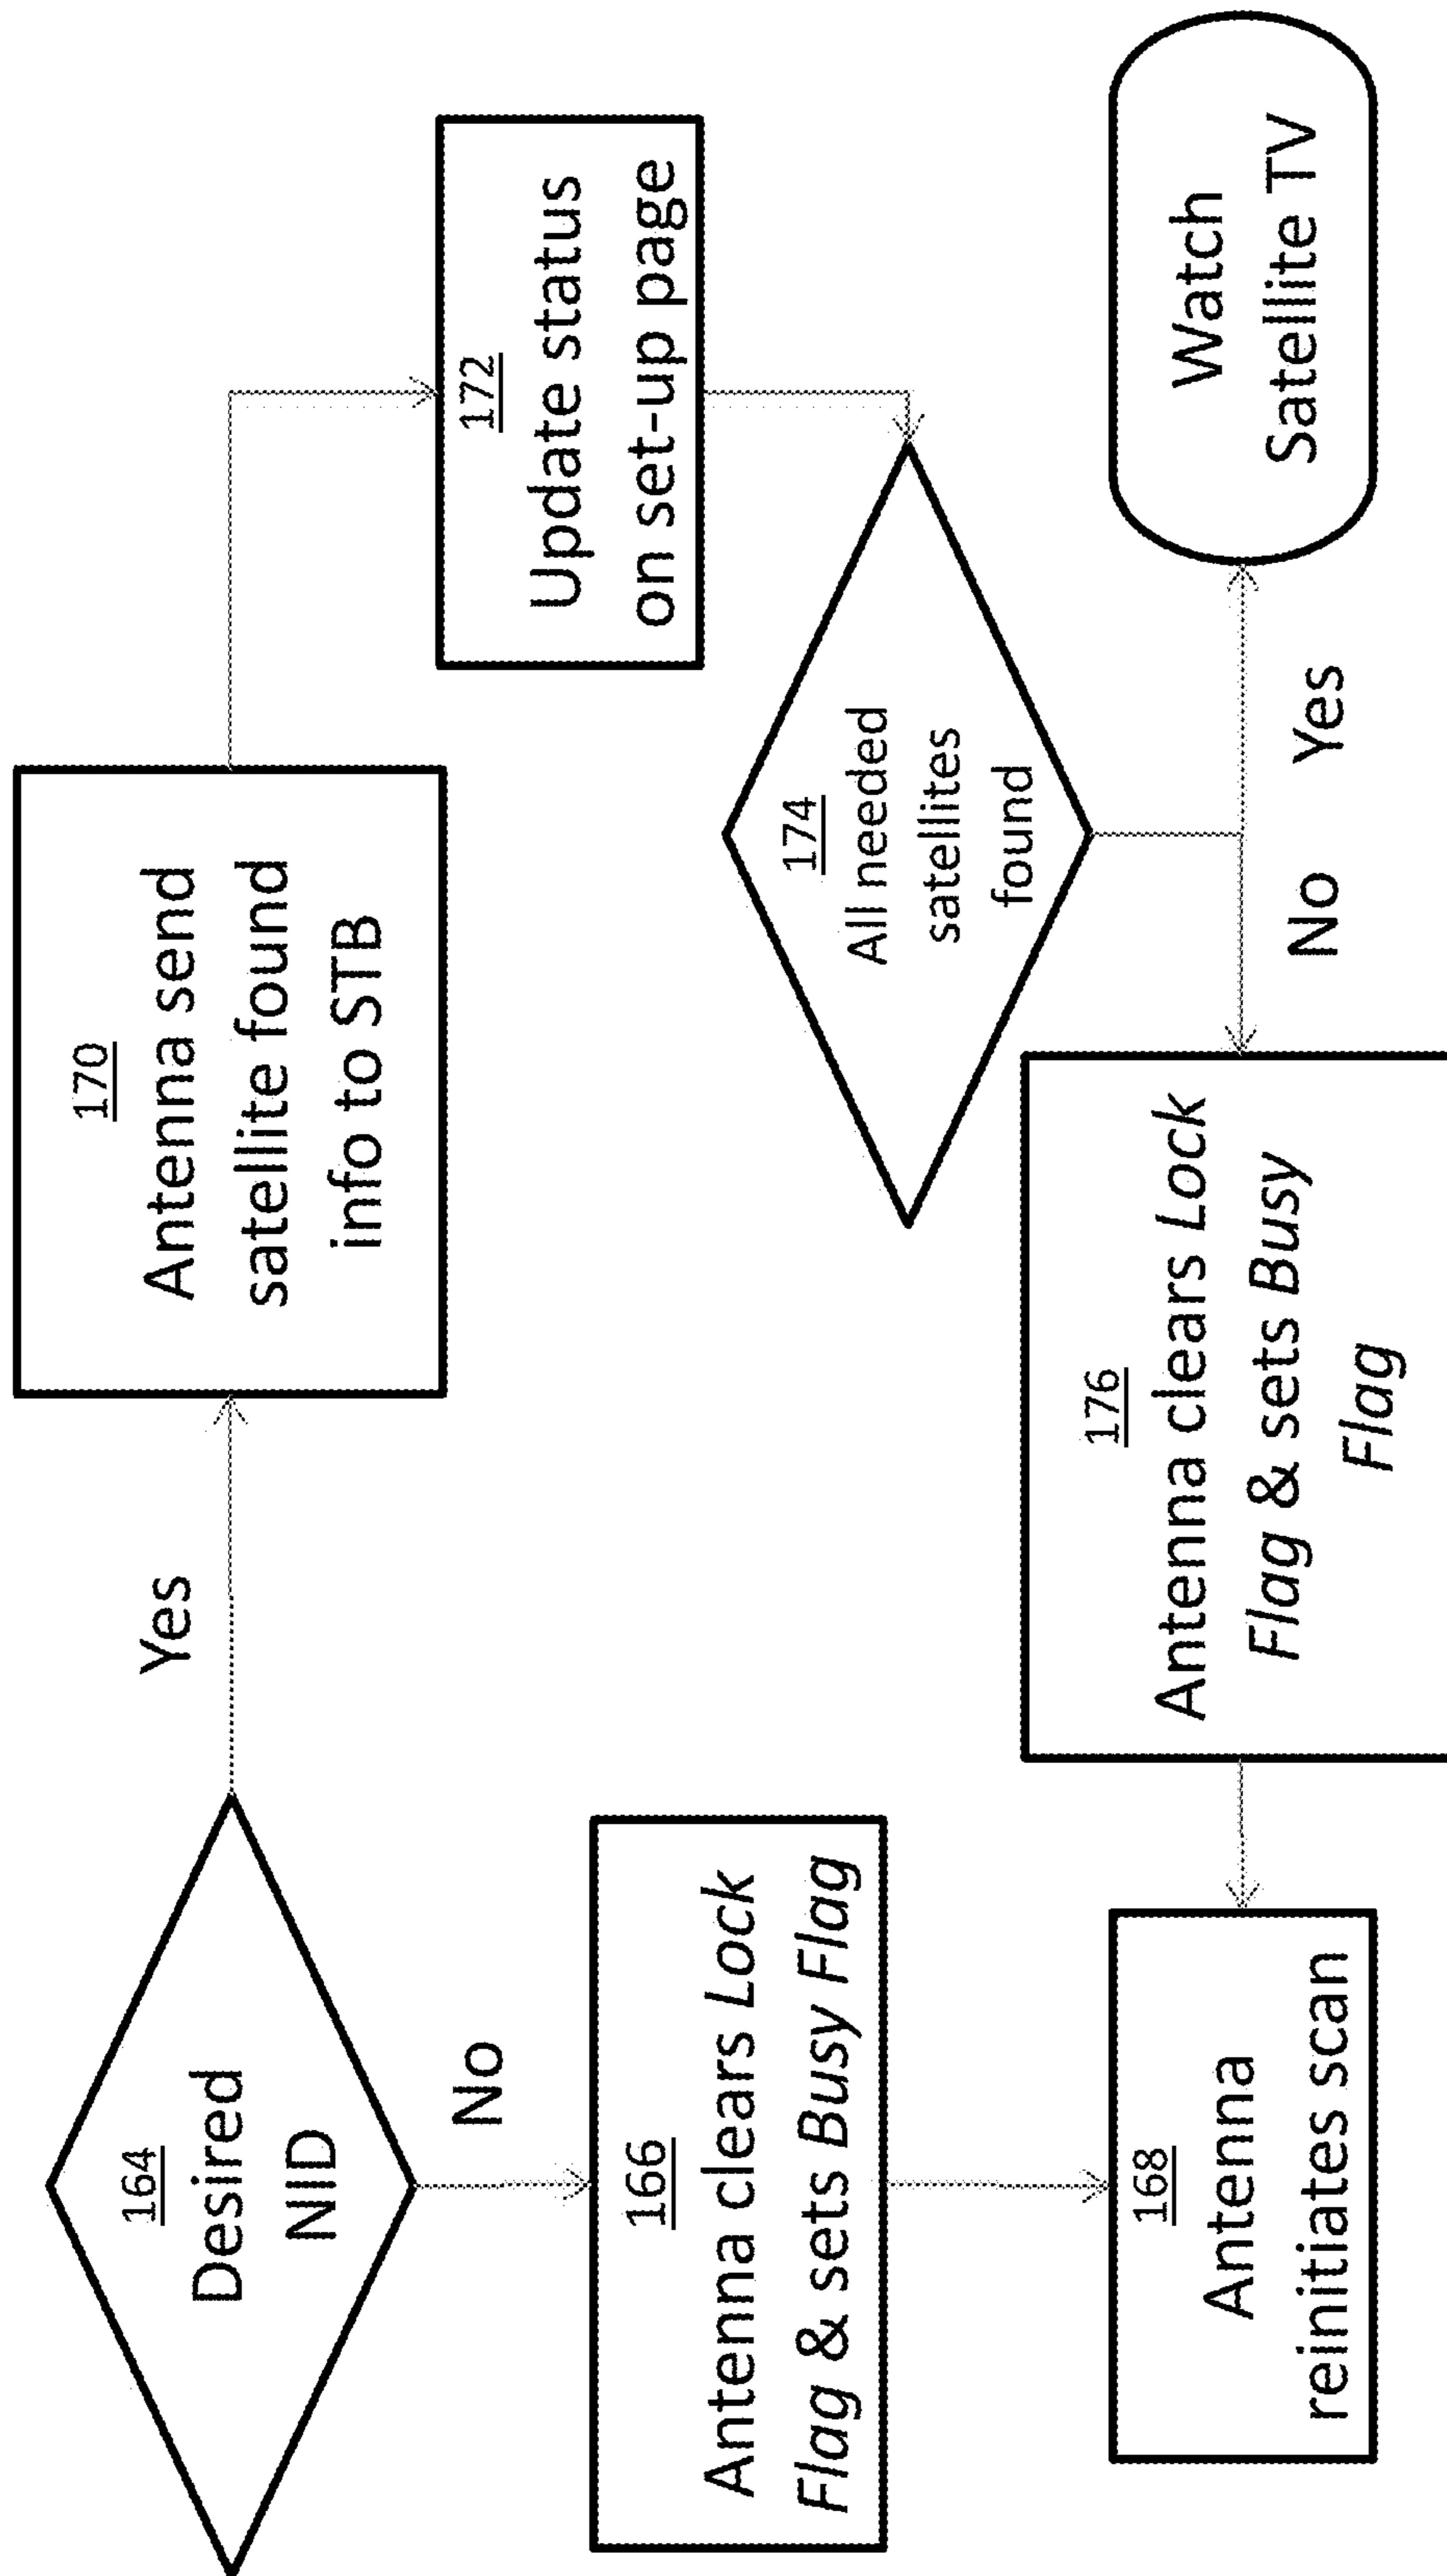 164
Desired
NID
Yes
170
Antenna send
satellite found
info to STB
No
166
Antenna clears Lock
Flag & sets Busy Flag
172
Update status
on set-up page
174
All needed
satellites
found
168
Antenna
reinitiates scan
176
Antenna clears Lock
Flag & sets Busy
Flag
No
Yes
Watch
Satellite TV